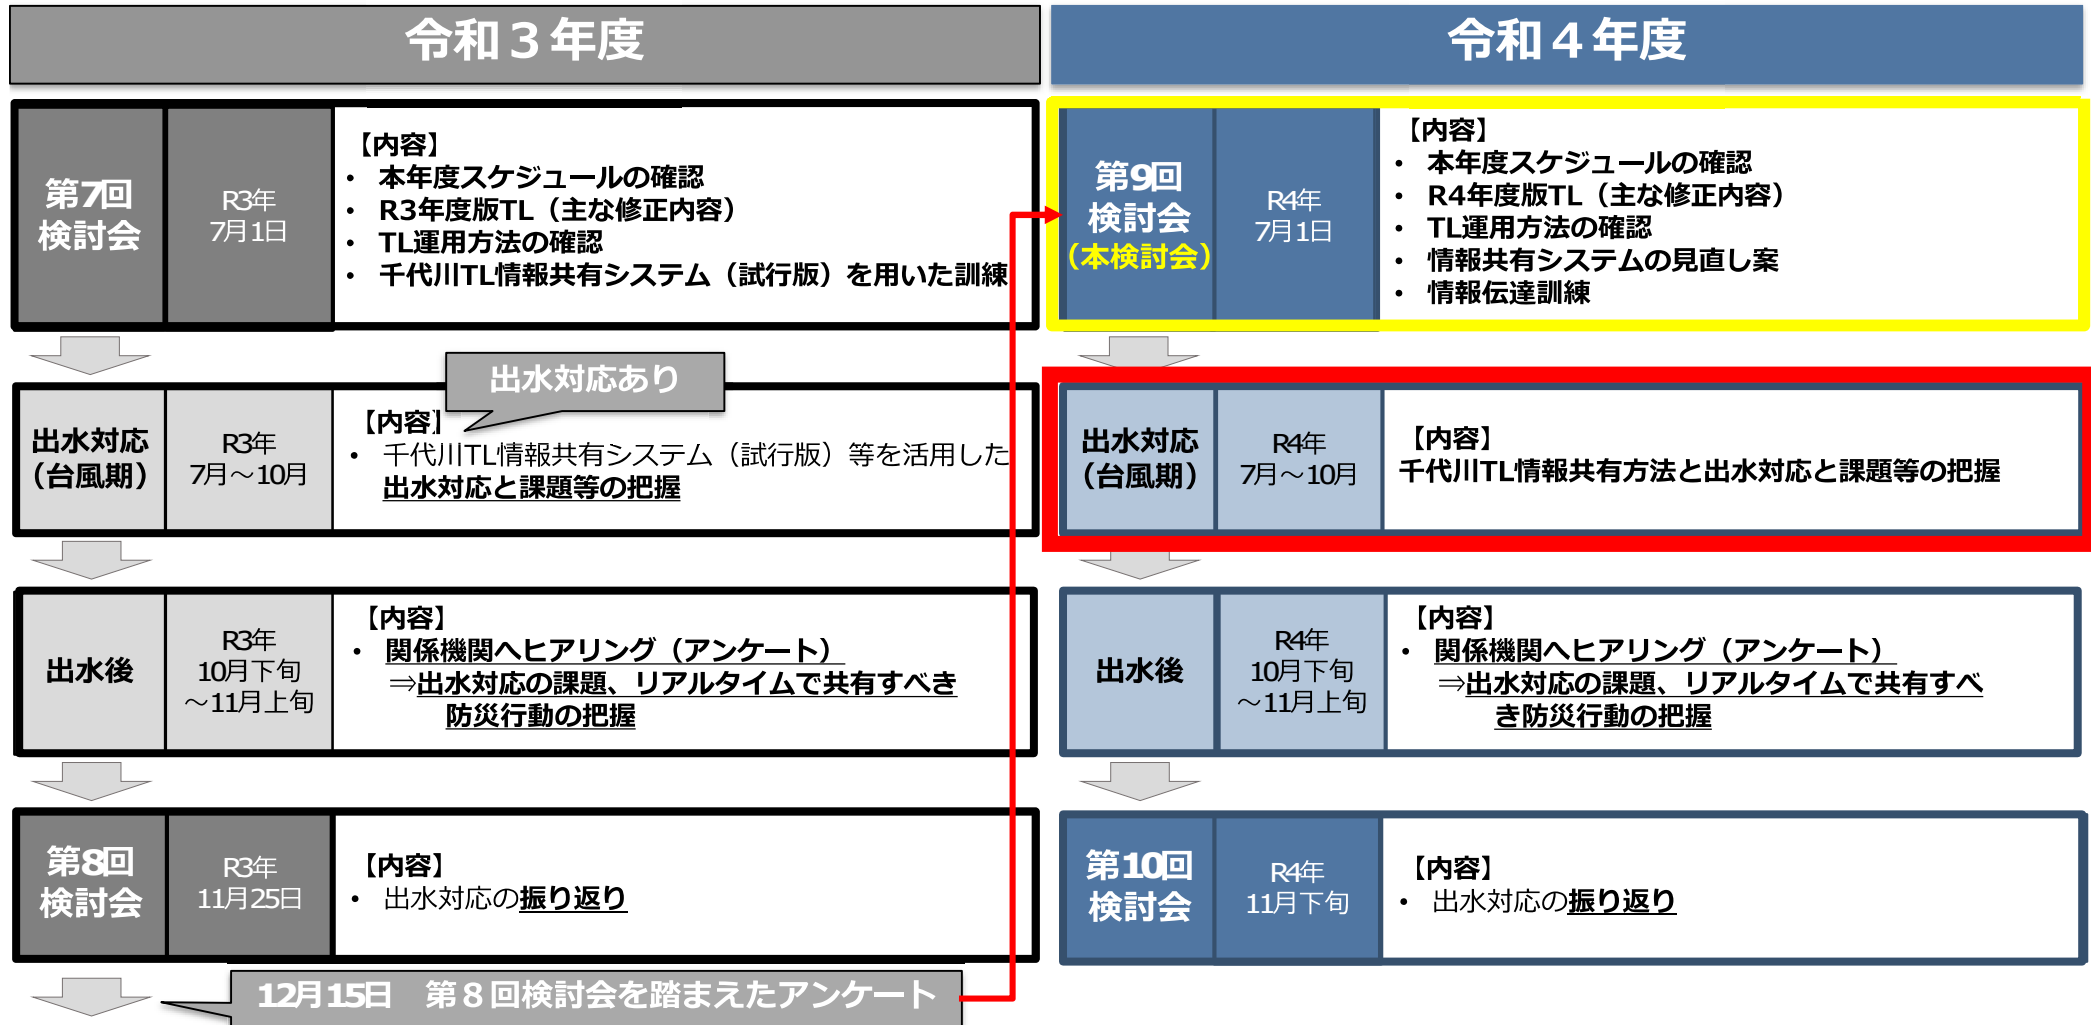 令和３年度
第7回
検討会
R3年
7月1日
【内容】
• 本年度スケジュールの確認
• R3年度版TL（主な修正内容）
• TL運用方法の確認
• 千代川TL情報共有システム（試行版）を用いた訓練
出水対応あり
出水対応
（台風期）
R3年
7月～10月
【内容】
• 千代川TL情報共有システム（試行版）等を活用した
出水対応と課題等の把握
出水後
R3年
10月下旬
～11月上旬
【内容】
• 関係機関へヒアリング（アンケート）
⇒出水対応の課題、リアルタイムで共有すべき
防災行動の把握
第8回
検討会
R3年
11月25日
【内容】
• 出水対応の振り返り
12月15日　第８回検討会を踏まえたアンケート
令和４年度
第9回
検討会
（本検討会）
R4年
7月1日
【内容】
• 本年度スケジュールの確認
• R4年度版TL（主な修正内容）
• TL運用方法の確認
• 情報共有システムの見直し案
• 情報伝達訓練
出水対応
（台風期）
R4年
7月～10月
【内容】
千代川TL情報共有方法と出水対応と課題等の把握
出水後
R4年
10月下旬
～11月上旬
【内容】
• 関係機関へヒアリング（アンケート）
⇒出水対応の課題、リアルタイムで共有すべ
き防災行動の把握
第10回
検討会
R4年
11月下旬
【内容】
• 出水対応の振り返り